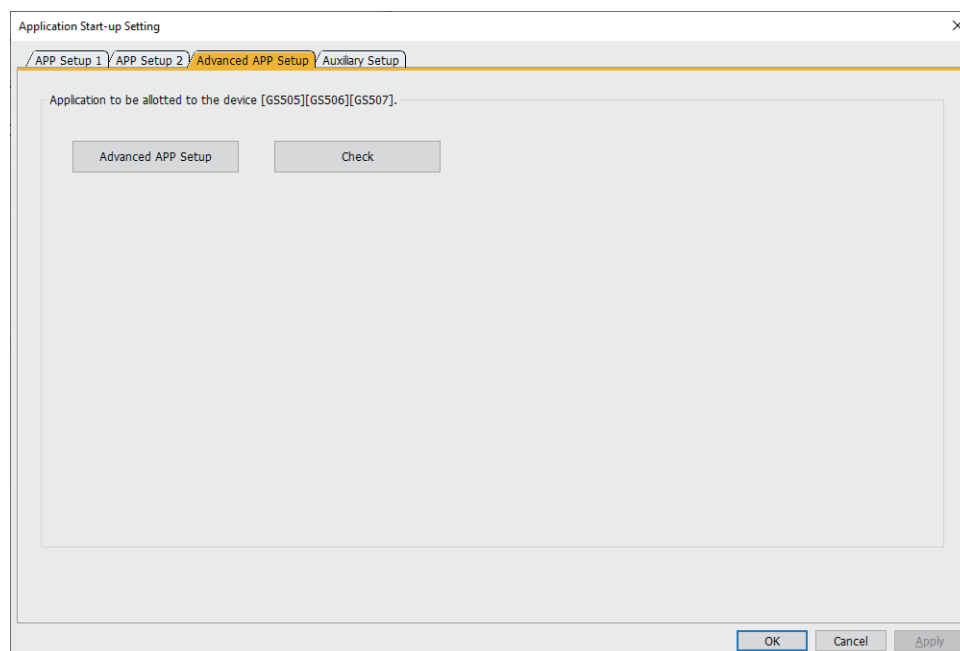 Application Start-up Setting
APP Setup 1 APP Setup 2 Advanced APP Setup Auxiliary Setup
Application to be allotted to the device [GS505][GS506][GS507].
Advanced APP Setup Check
OK Cancel Apply